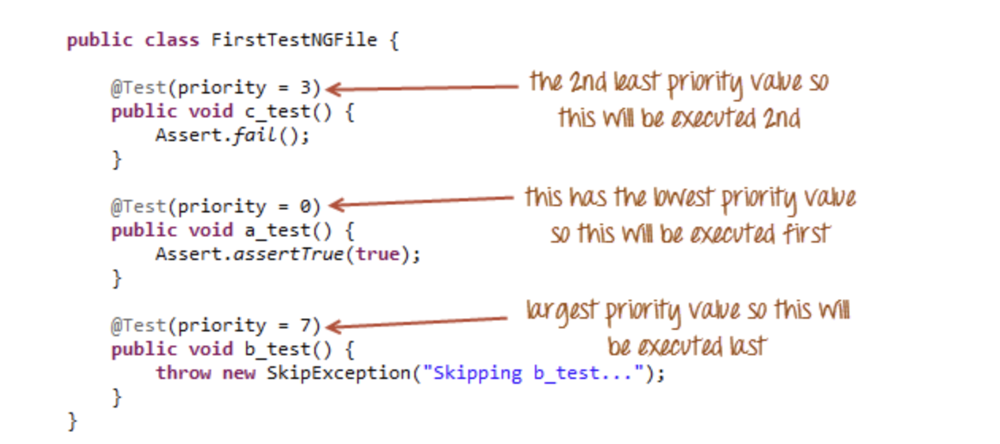 public class FirstTestNGFile {
@Test(priority = 3)
the 2nd least priority value so
this will be executed 2nd
public void c_test() {
Assert.fail();
}
@Test(priority = 0)
this has the lowest priority value
so this will be executed first
public void a_test() {
Assert.assertTrue(true);
}
@Test(priority = 7)
largest priority value so this will
be executed last
public void b_test() {
throw new SkipException("Skipping b_test...");
}
}